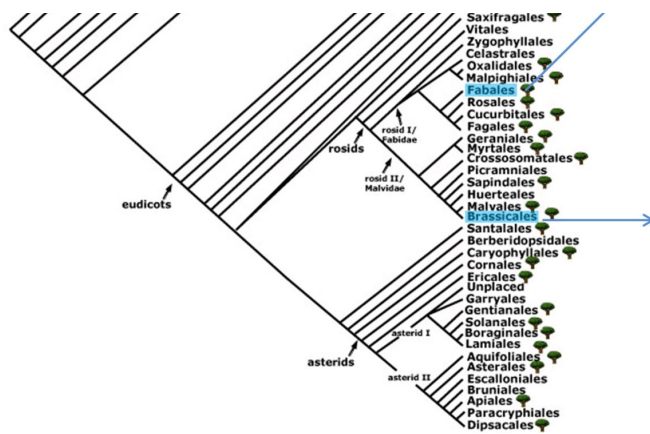 Saxifragales
Vitales
Zygophyllales
Celastrales
Oxalidales
Malpighiales
Fabales
Rosales
Cucurbitales
Fagales
Geraniales
Myrtales
Crossosomatales
Picramniales
Sapindales
Huerteales
Malvales
Brassicales
Santalales
Berberidopsidales
Caryophyllales
Cornales
Ericales
Unplaced
Garryales
Gentianales
Solanales
Boraginales
Lamiales
Aquifoliales
Asterales
Escalloniales
Bruniales
Apiales
Paracryphiales
Dipsacales
rosid I/
Fabidae
rosids
rosid II/
Malvidae
eudicots
asterid I
asterids
asterid II